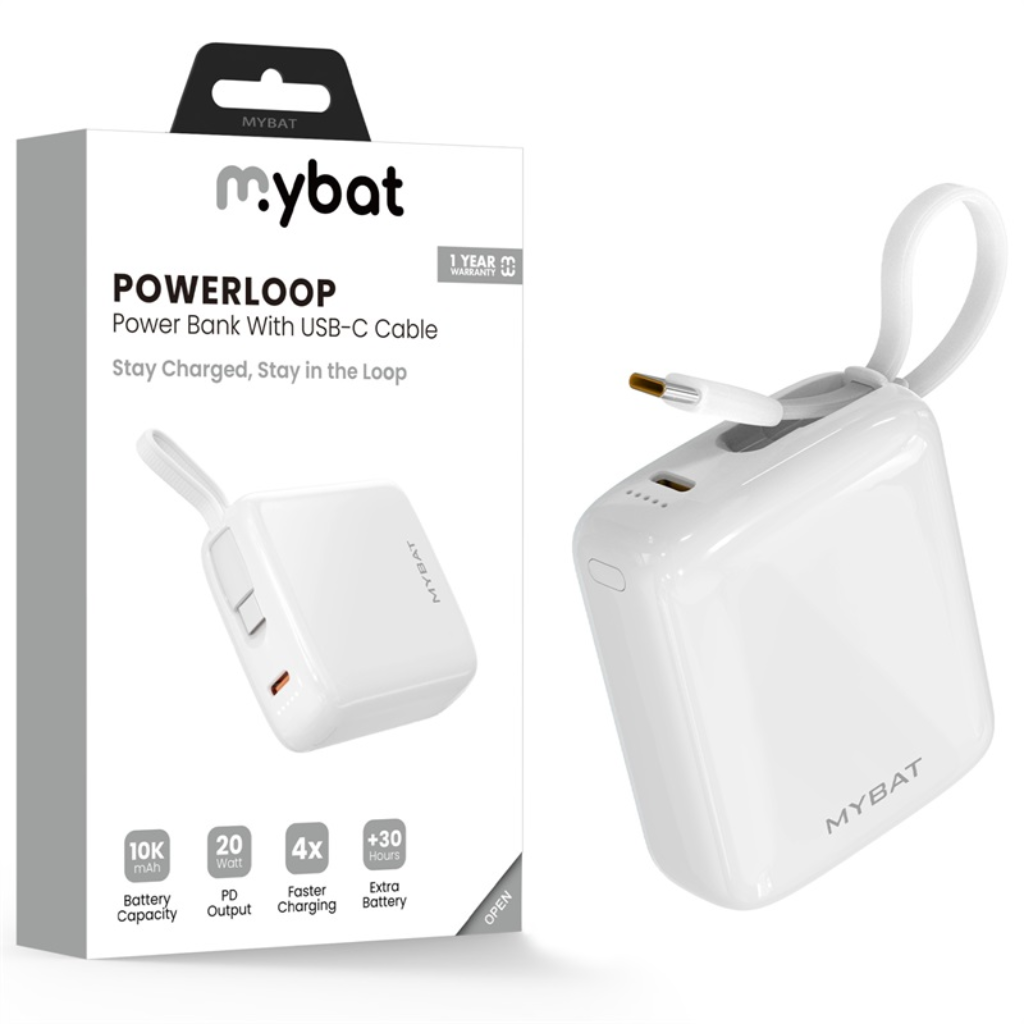 MYBAT
mybat
1 YEAR
WARRANTY
POWERLOOP
Power Bank With USB-C Cable
Stay Charged, Stay in the Loop
MYBAT
10K
mAh
Battery
Capacity
20
Watt
PD
Output
4x
Faster
Charging
+30
Hours
Extra
Battery
OPEN
MYBAT